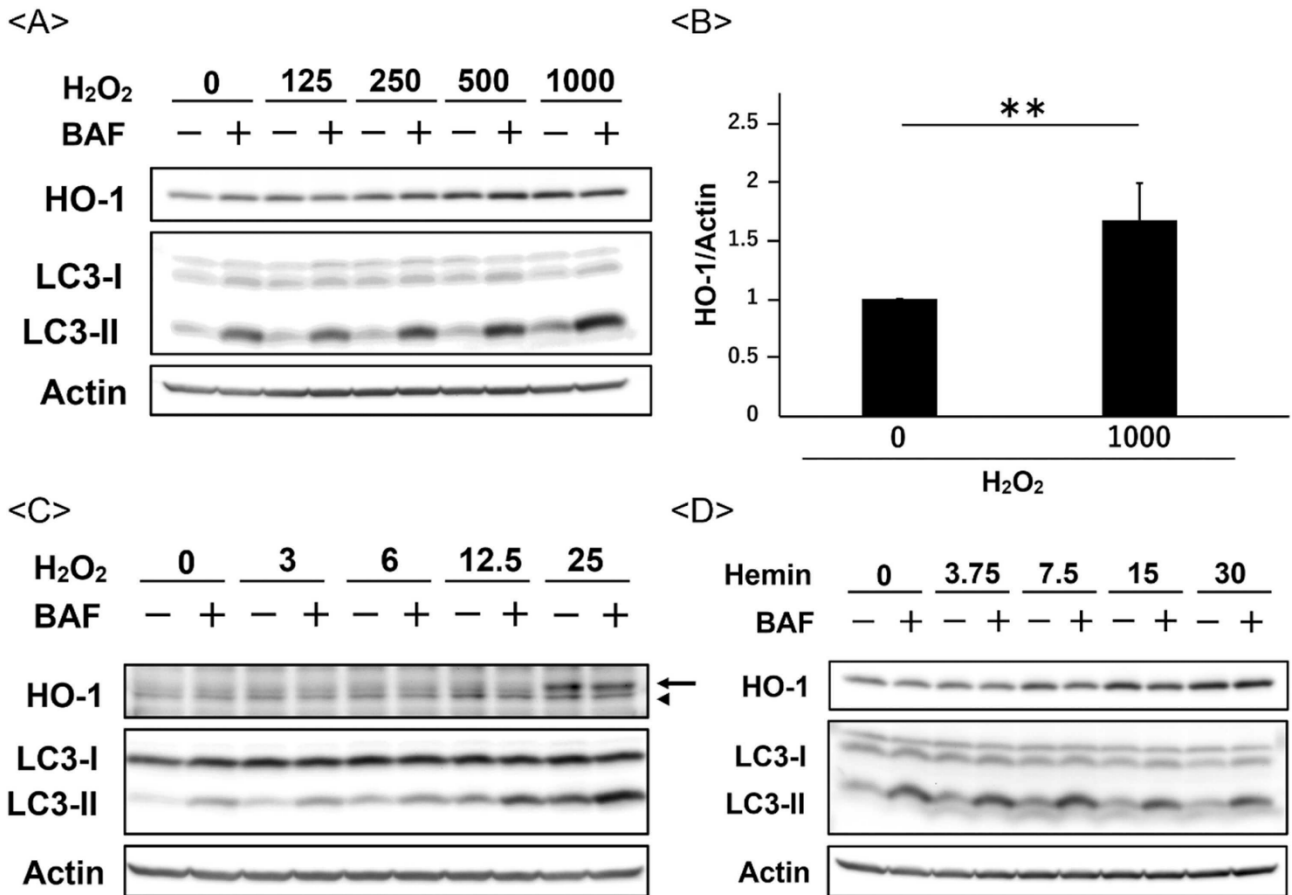 <A>
H₂O₂ 0 125 250 500 1000
BAF − + − + − + − + − +
HO-1
LC3-I
LC3-II
Actin
<B>
**
HO-1/Actin
2.5
2
1.5
1
0.5
0
0 1000
H₂O₂
<C>
H₂O₂ 0 3 6 12.5 25
BAF − + − + − + − + − +
HO-1
LC3-I
LC3-II
Actin
<D>
Hemin 0 3.75 7.5 15 30
BAF − + − + − + − + − +
HO-1
LC3-I
LC3-II
Actin